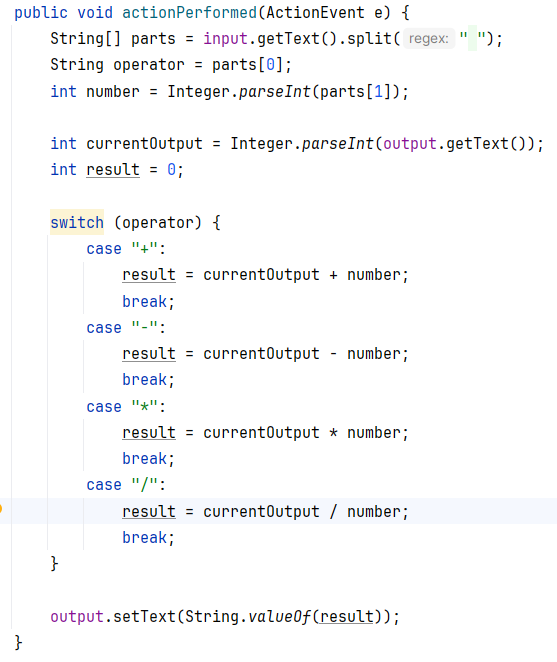 public void actionPerformed(ActionEvent e) {
String[] parts = input.getText().split( regex: " ");
String operator = parts[0];
int number = Integer.parseInt(parts[1]);
int currentOutput = Integer.parseInt(output.getText());
int result = 0;
switch (operator) {
case "+":
result = currentOutput + number;
break;
case "-":
result = currentOutput - number;
break;
case "*":
result = currentOutput * number;
break;
case "/":
result = currentOutput / number;
break;
}
output.setText(String.valueOf(result));
}